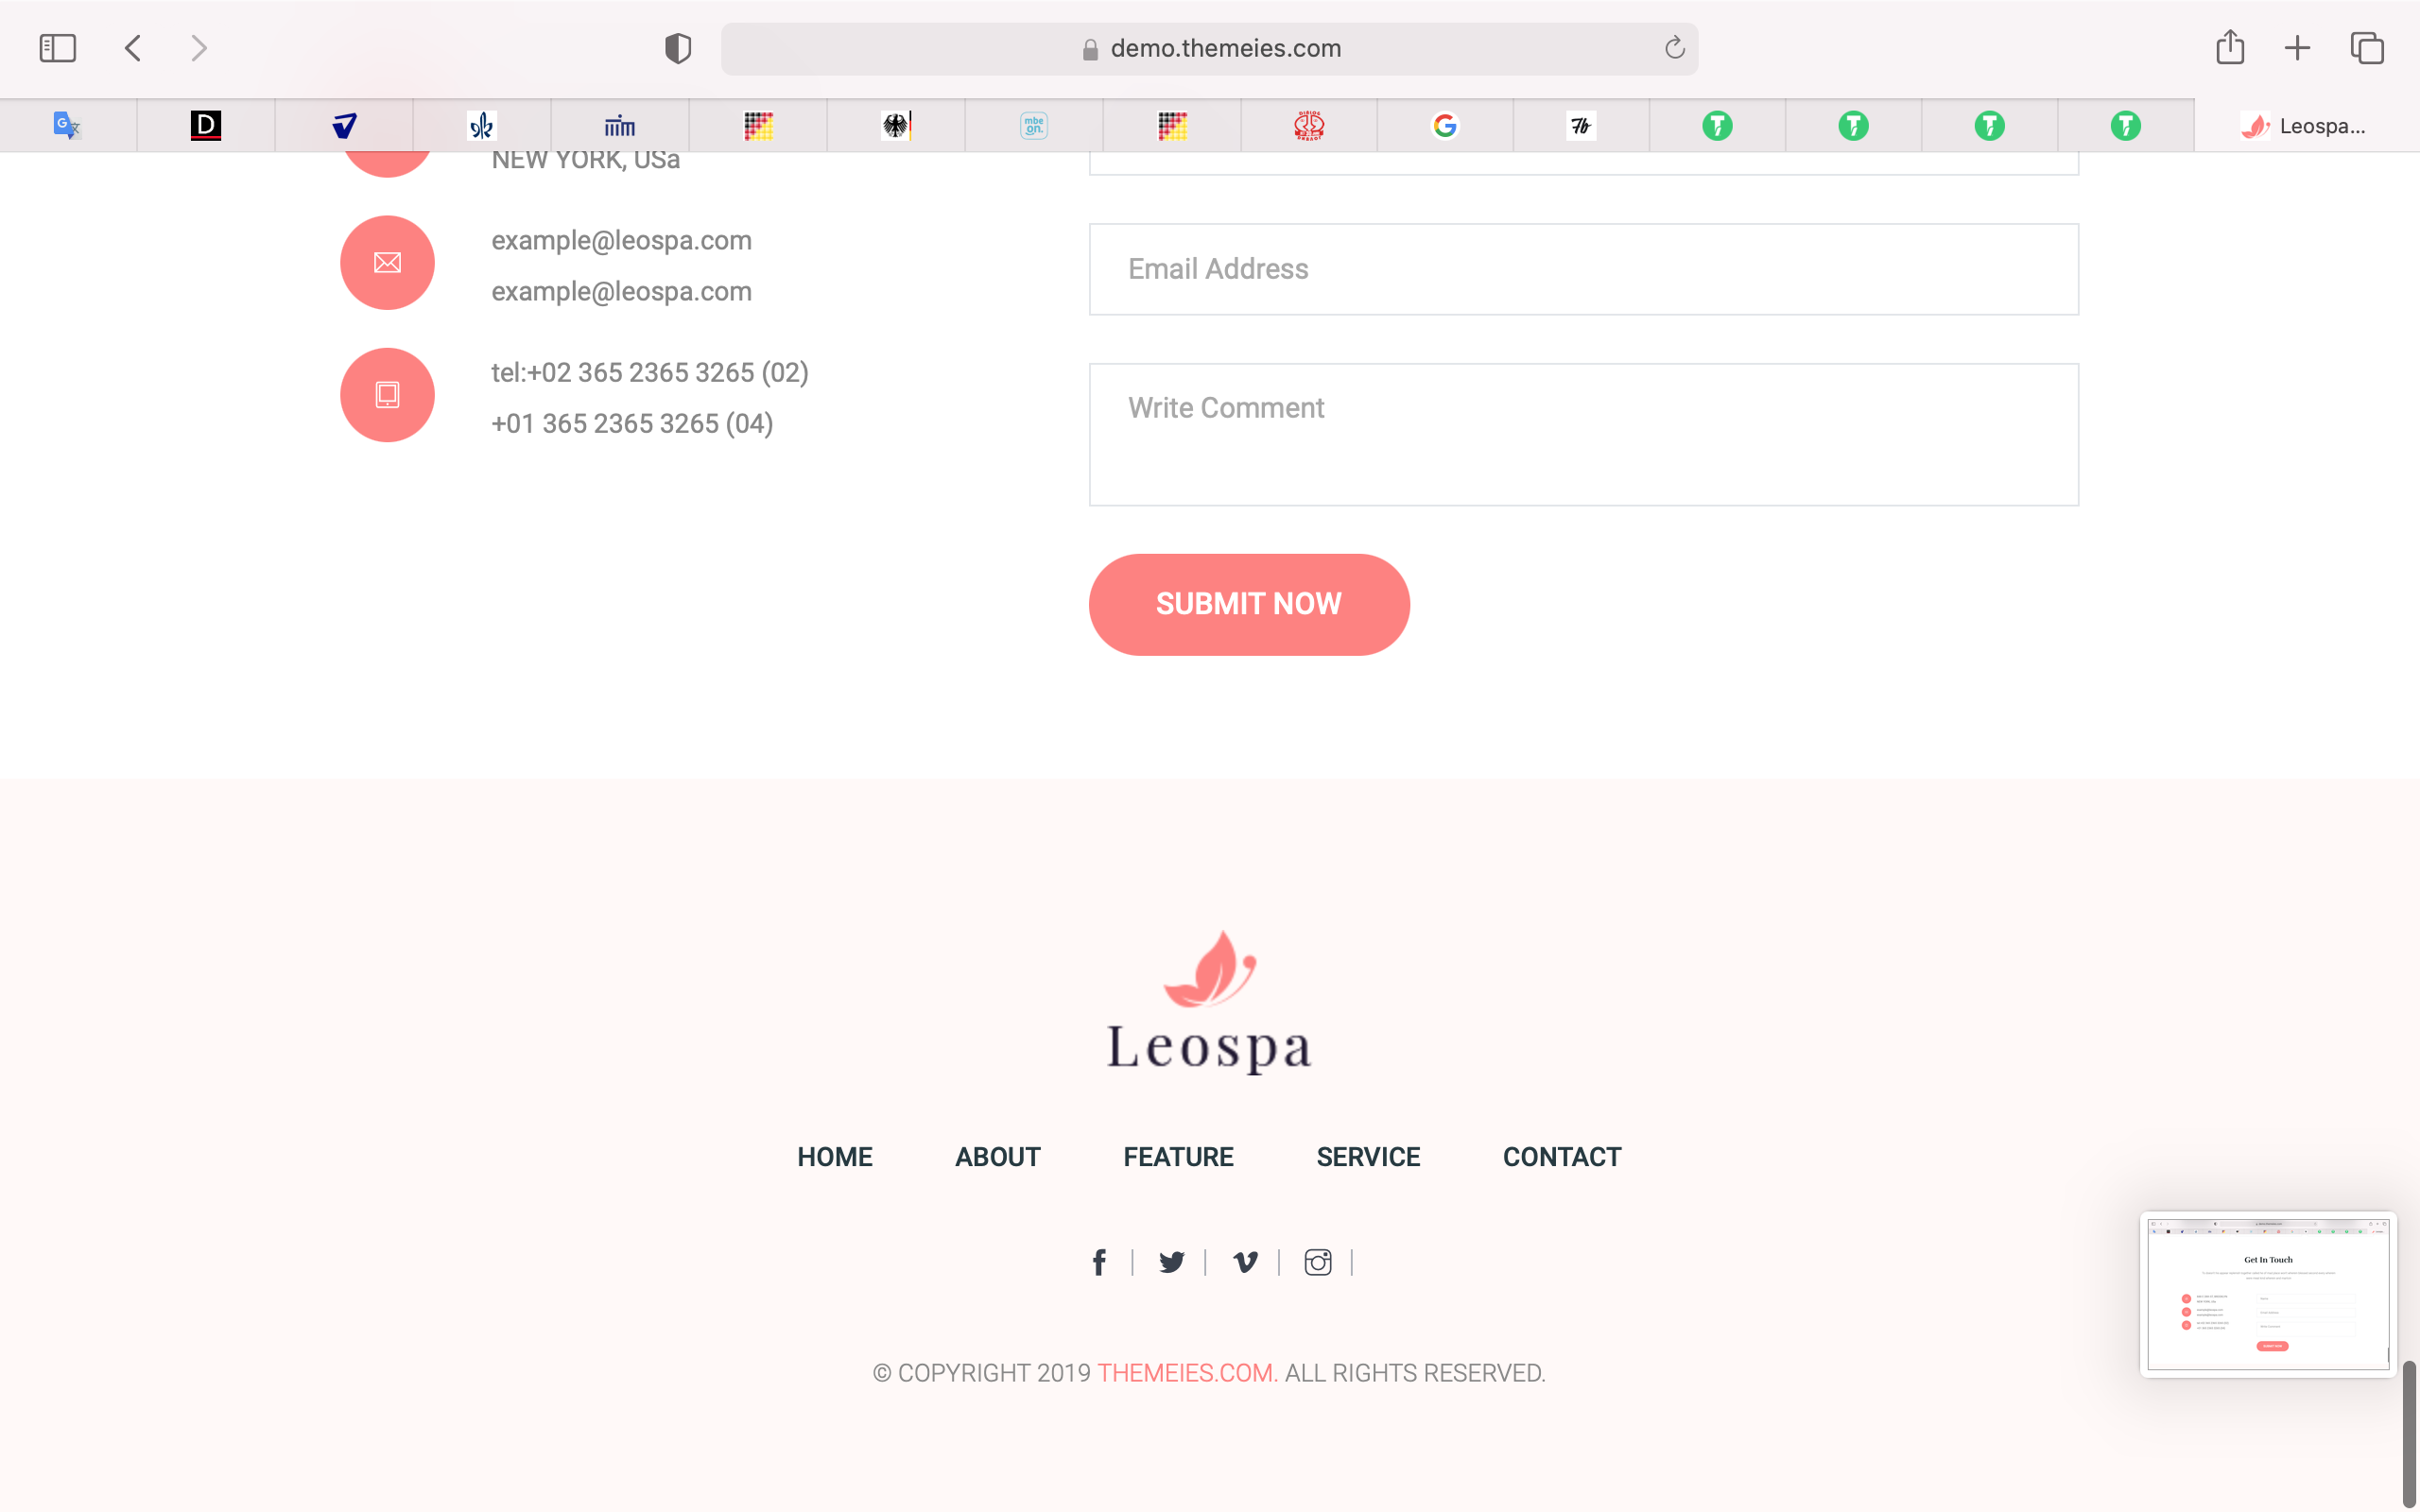 demo.themeies.com
Leospa...
NEW YORK, USa
example@leospa.com
example@leospa.com
tel:+02 365 2365 3265 (02)
+01 365 2365 3265 (04)
Email Address
Write Comment
SUBMIT NOW
Leospa
HOME ABOUT FEATURE SERVICE CONTACT
© COPYRIGHT 2019 THEMEIES.COM. ALL RIGHTS RESERVED.
Get In Touch